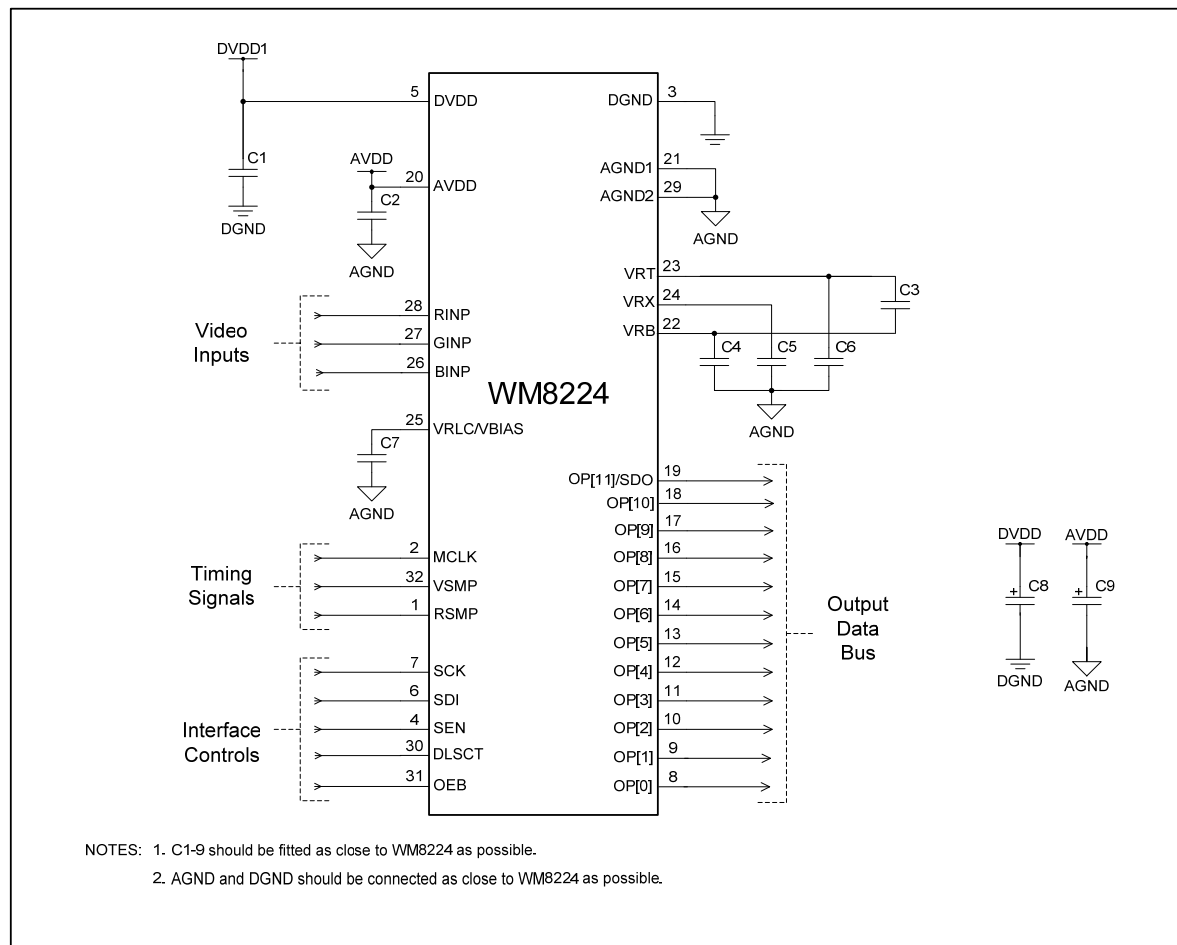 DVDD1
5 DVDD
DGND 3
C1
DGND
AVDD
20 AVDD
C2
AGND
AGND1 21
AGND2 29
AGND
VRT 23
VRX 24
VRB 22
C3
C4 C5 C6
AGND
Video
Inputs
28 RINP
27 GINP
26 BINP
WM8224
25 VRLC/VBIAS
C7
AGND
OP[11]/SDO 19
OP[10] 18
OP[9] 17
OP[8] 16
OP[7] 15
OP[6] 14
OP[5] 13
OP[4] 12
OP[3] 11
OP[2] 10
OP[1] 9
OP[0] 8
Output
Data
Bus
Timing
Signals
2 MCLK
32 VSMP
1 RSMP
Interface
Controls
7 SCK
6 SDI
4 SEN
30 DLSCT
31 OEB
DVDD AVDD
+ C8 + C9
DGND AGND
NOTES: 1. C1-9 should be fitted as close to WM8224 as possible.
2. AGND and DGND should be connected as close to WM8224 as possible.